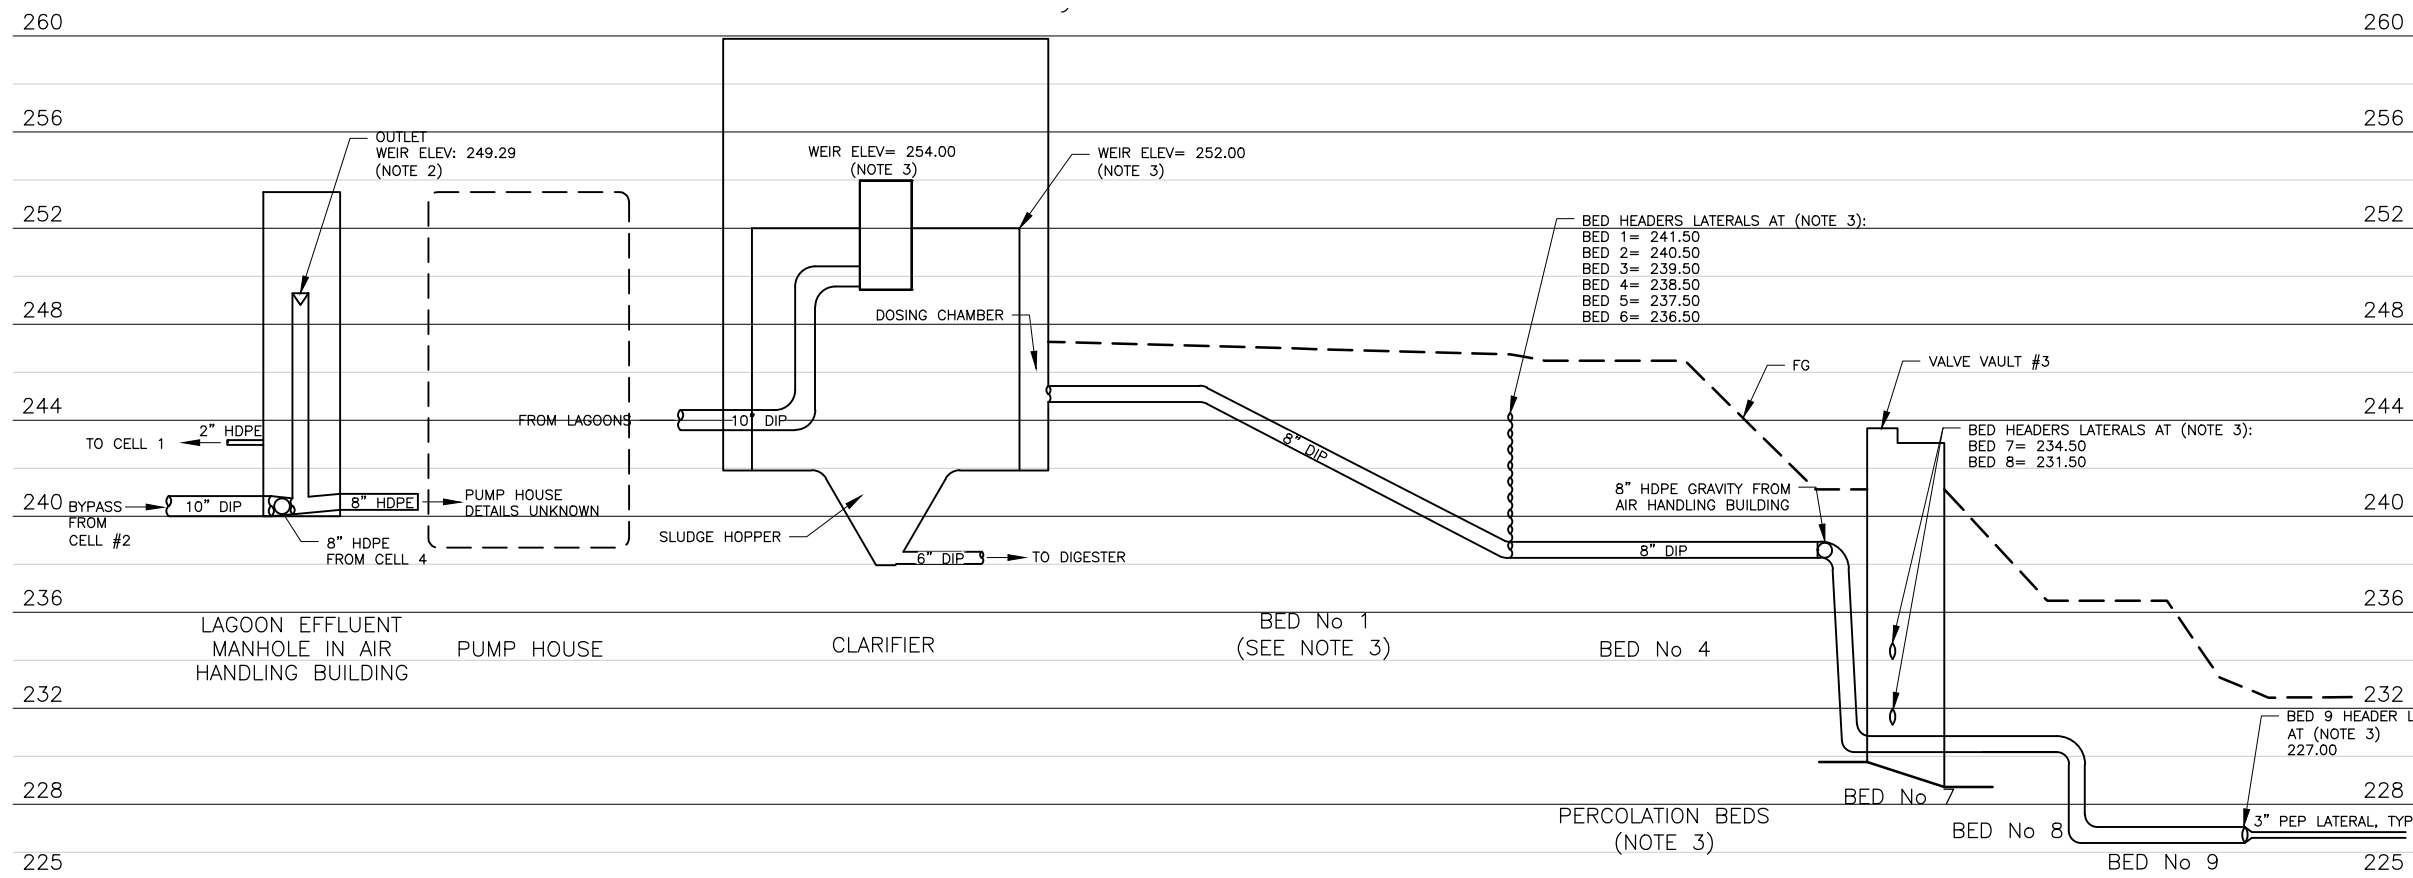 260
260
256
256
252
252
248
248
244
244
240
240
236
236
232
232
228
228
225
225
OUTLET
WEIR ELEV: 249.29
(NOTE 2)
2" HDPE
TO CELL 1
BYPASS
FROM
CELL #2
10" DIP
8" HDPE
8" HDPE
FROM CELL 4
PUMP HOUSE
DETAILS UNKNOWN
LAGOON EFFLUENT
MANHOLE IN AIR
HANDLING BUILDING
PUMP HOUSE
WEIR ELEV= 254.00
(NOTE 3)
WEIR ELEV= 252.00
(NOTE 3)
DOSING CHAMBER
FROM LAGOONS
10" DIP
SLUDGE HOPPER
6" DIP
TO DIGESTER
CLARIFIER
8" DIP
BED HEADERS LATERALS AT (NOTE 3):
BED 1= 241.50
BED 2= 240.50
BED 3= 239.50
BED 4= 238.50
BED 5= 237.50
BED 6= 236.50
FG
VALVE VAULT #3
BED HEADERS LATERALS AT (NOTE 3):
BED 7= 234.50
BED 8= 231.50
8" HDPE GRAVITY FROM
AIR HANDLING BUILDING
8" DIP
BED No 1
(SEE NOTE 3)
BED No 4
BED 9 HEADER L
AT (NOTE 3)
227.00
BED No 7
PERCOLATION BEDS
(NOTE 3)
BED No 8
3" PEP LATERAL, TYP
BED No 9